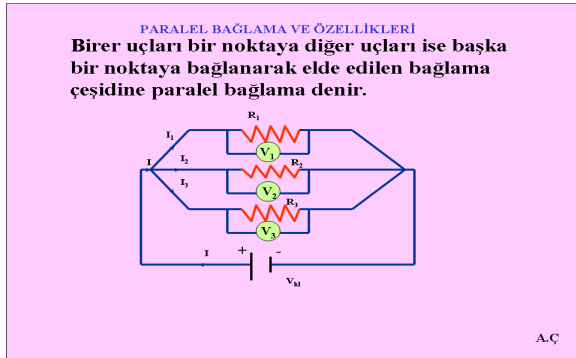 PARALEL BAĞLAMA VE ÖZELLİKLERİ
Birer uçları bir noktaya diğer uçları ise başka
bir noktaya bağlanarak elde edilen bağlama
çeşidine paralel bağlama denir.
R₁
I₁
V₁
I
I₂
R₂
I₃
V₂
R₃
V₃
I
+
-
Vkl
A.Ç